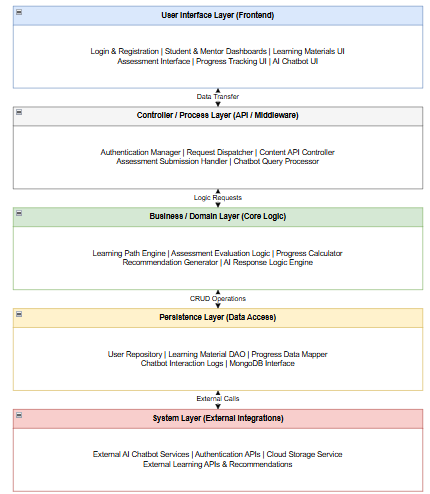 User Interface Layer (Frontend)
Login & Registration | Student & Mentor Dashboards | Learning Materials UI
Assessment Interface | Progress Tracking UI | AI Chatbot UI
Data Transfer
Controller / Process Layer (API / Middleware)
Authentication Manager | Request Dispatcher | Content API Controller
Assessment Submission Handler | Chatbot Query Processor
Logic Requests
Business / Domain Layer (Core Logic)
Learning Path Engine | Assessment Evaluation Logic | Progress Calculator
Recommendation Generator | AI Response Logic Engine
CRUD Operations
Persistence Layer (Data Access)
User Repository | Learning Material DAO | Progress Data Mapper
Chatbot Interaction Logs | MongoDB Interface
External Calls
System Layer (External Integrations)
External AI Chatbot Services | Authentication APIs | Cloud Storage Service
External Learning APIs & Recommendations